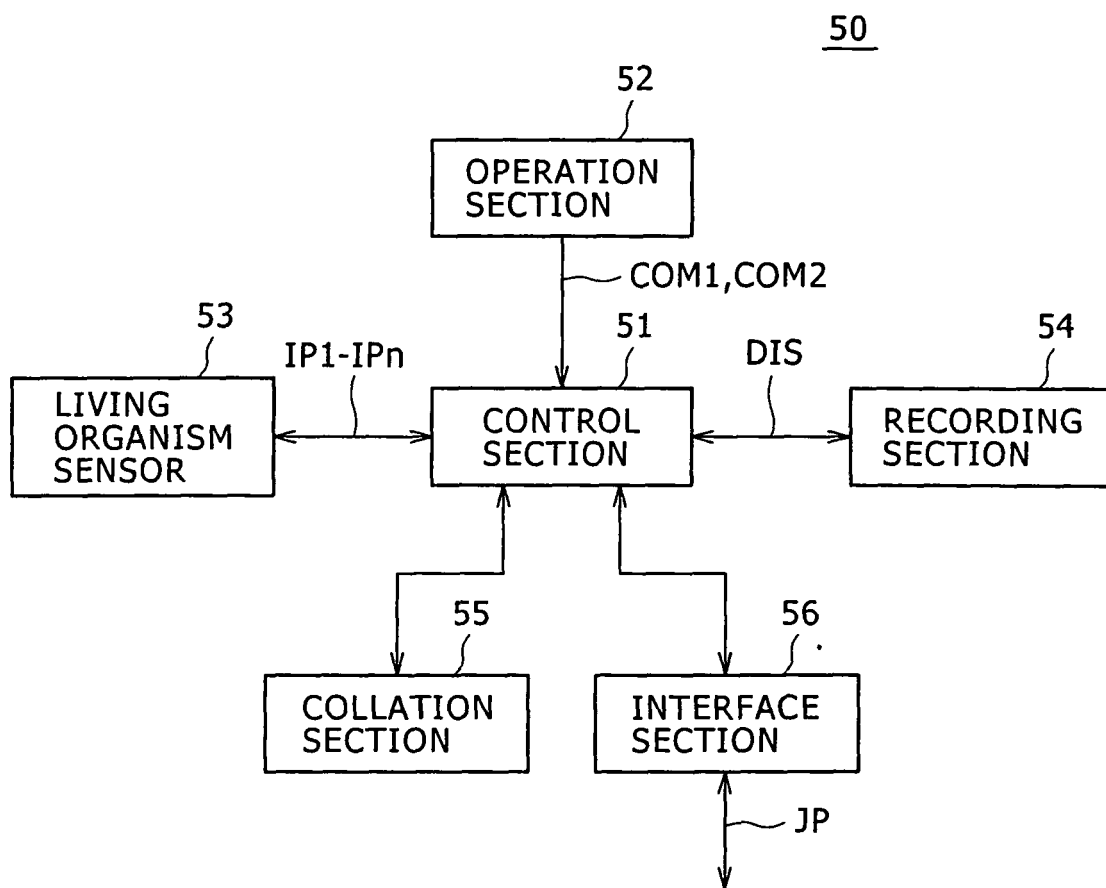 50
52
OPERATION
SECTION
COM1,COM2
53
IP1-IPn
51
DIS
54
LIVING
ORGANISM
SENSOR
CONTROL
SECTION
RECORDING
SECTION
55
56
COLLATION
SECTION
INTERFACE
SECTION
JP